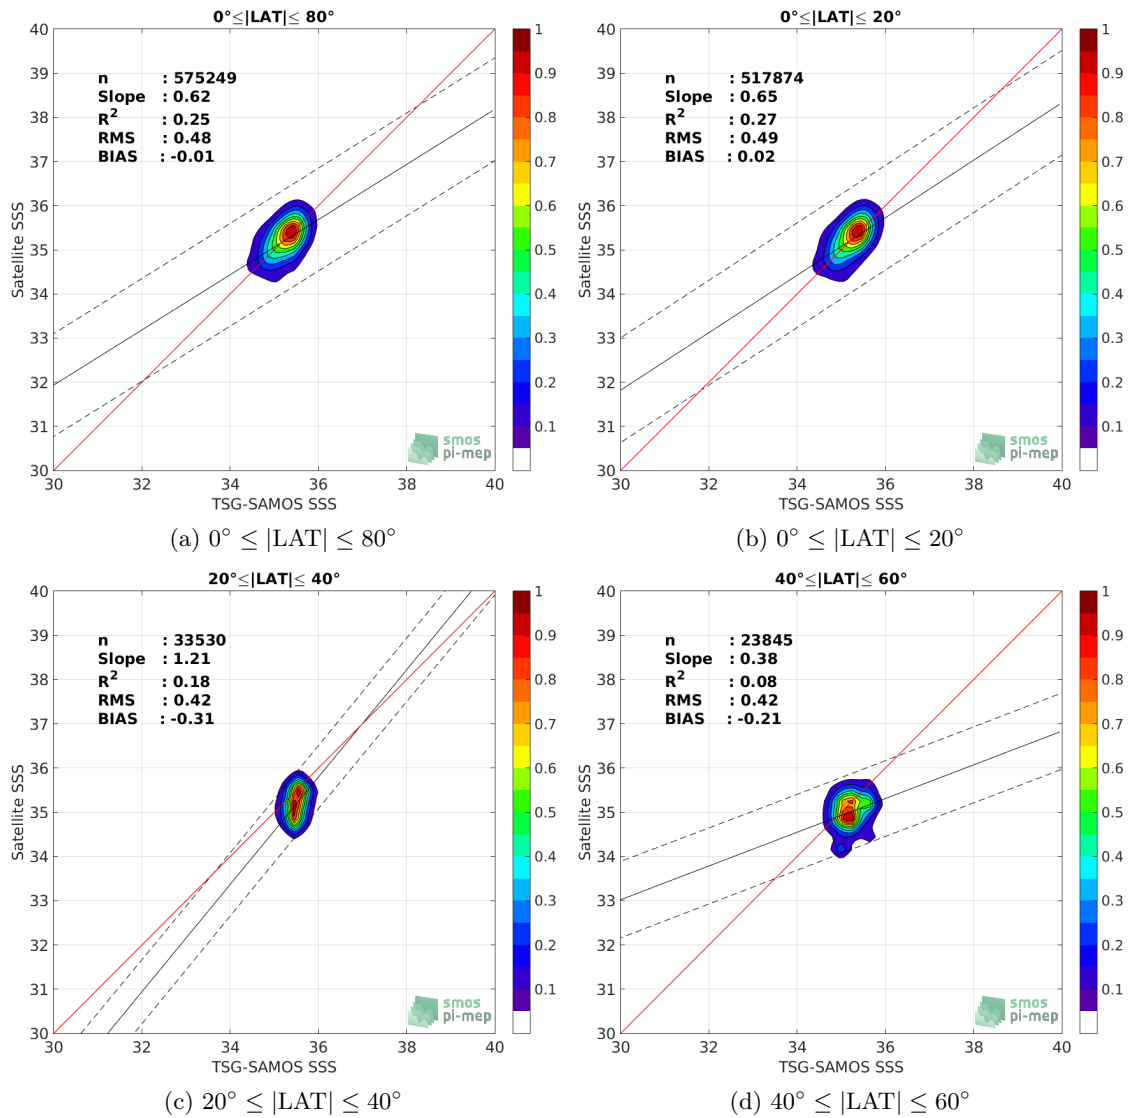 0°≤|LAT|≤ 80°
n : 575249
Slope : 0.62
R² : 0.25
RMS : 0.48
BIAS : -0.01
Satellite SSS
40
39
38
37
36
35
34
33
32
31
30
30 32 34 36 38 40
TSG-SAMOS SSS
1
0.9
0.8
0.7
0.6
0.5
0.4
0.3
0.2
0.1
smos
pi-mep
(a) 0° ≤ |LAT| ≤ 80°
0°≤|LAT|≤ 20°
n : 517874
Slope : 0.65
R² : 0.27
RMS : 0.49
BIAS : 0.02
Satellite SSS
40
39
38
37
36
35
34
33
32
31
30
30 32 34 36 38 40
TSG-SAMOS SSS
1
0.9
0.8
0.7
0.6
0.5
0.4
0.3
0.2
0.1
smos
pi-mep
(b) 0° ≤ |LAT| ≤ 20°
20°≤|LAT|≤ 40°
n : 33530
Slope : 1.21
R² : 0.18
RMS : 0.42
BIAS : -0.31
Satellite SSS
40
39
38
37
36
35
34
33
32
31
30
30 32 34 36 38 40
TSG-SAMOS SSS
1
0.9
0.8
0.7
0.6
0.5
0.4
0.3
0.2
0.1
smos
pi-mep
(c) 20° ≤ |LAT| ≤ 40°
40°≤|LAT|≤ 60°
n : 23845
Slope : 0.38
R² : 0.08
RMS : 0.42
BIAS : -0.21
Satellite SSS
40
39
38
37
36
35
34
33
32
31
30
30 32 34 36 38 40
TSG-SAMOS SSS
1
0.9
0.8
0.7
0.6
0.5
0.4
0.3
0.2
0.1
smos
pi-mep
(d) 40° ≤ |LAT| ≤ 60°